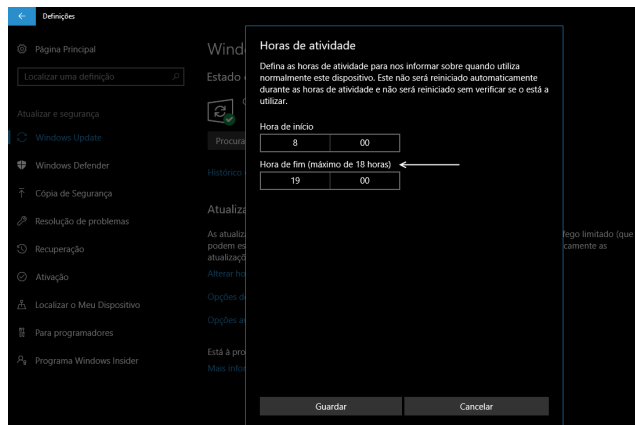 Definições
Página Principal
Localizar uma definição
Atualizar e segurança
Windows Update
Windows Defender
Cópia de Segurança
Resolução de problemas
Recuperação
Ativação
Localizar o Meu Dispositivo
Para programadores
Programa Windows Insider
Wind
Estado
Procura
Histórico
Atualiza
As atualiz
podem es
atualizaçõ
Alterar ho
Opções d
Opções a
Está à pro
Mais infor
Horas de atividade
Defina as horas de atividade para nos informar sobre quando utiliza
normalmente este dispositivo. Este não será reiniciado automaticamente
durante as horas de atividade e não será reiniciado sem verificar se o está a
utilizar.
Hora de início
8 00
Hora de fim (máximo de 18 horas)
19 00
Guardar Cancelar
fego limitado (que
camente as